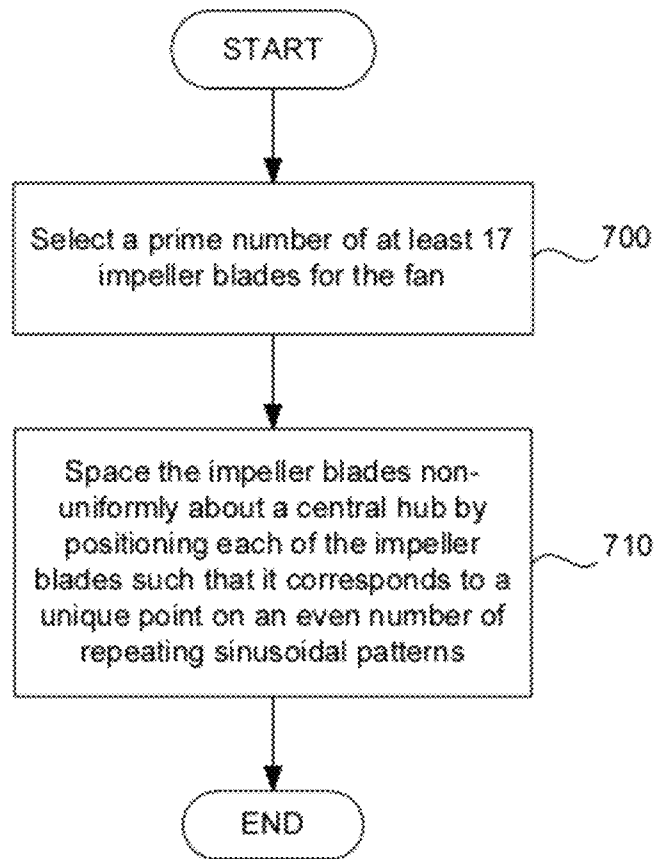 START
Select a prime number of at least 17
impeller blades for the fan
700
Space the impeller blades non-
uniformly about a central hub by
positioning each of the impeller
blades such that it corresponds to a
unique point on an even number of
repeating sinusoidal patterns
710
END